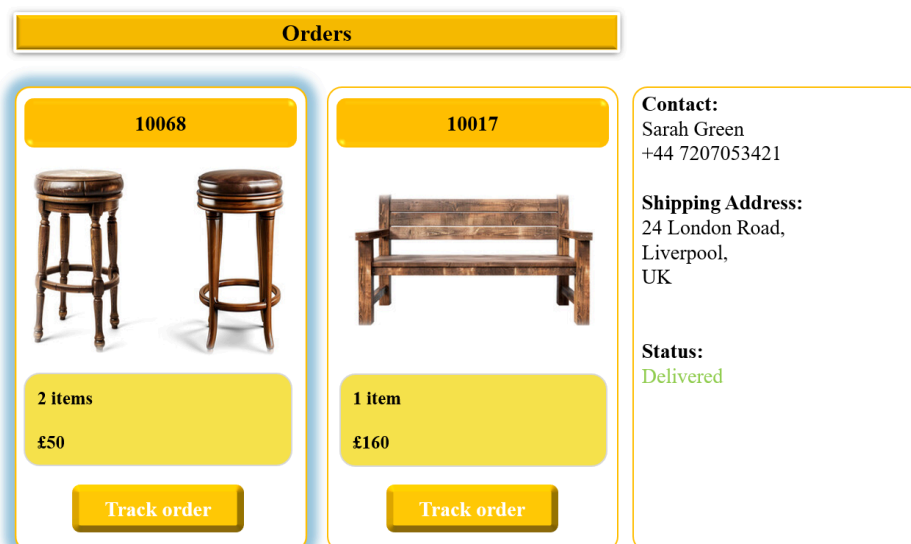 Orders
10068
2 items
£50
Track order
10017
1 item
£160
Track order
Contact:
Sarah Green
+44 7207053421
Shipping Address:
24 London Road,
Liverpool,
UK
Status:
Delivered